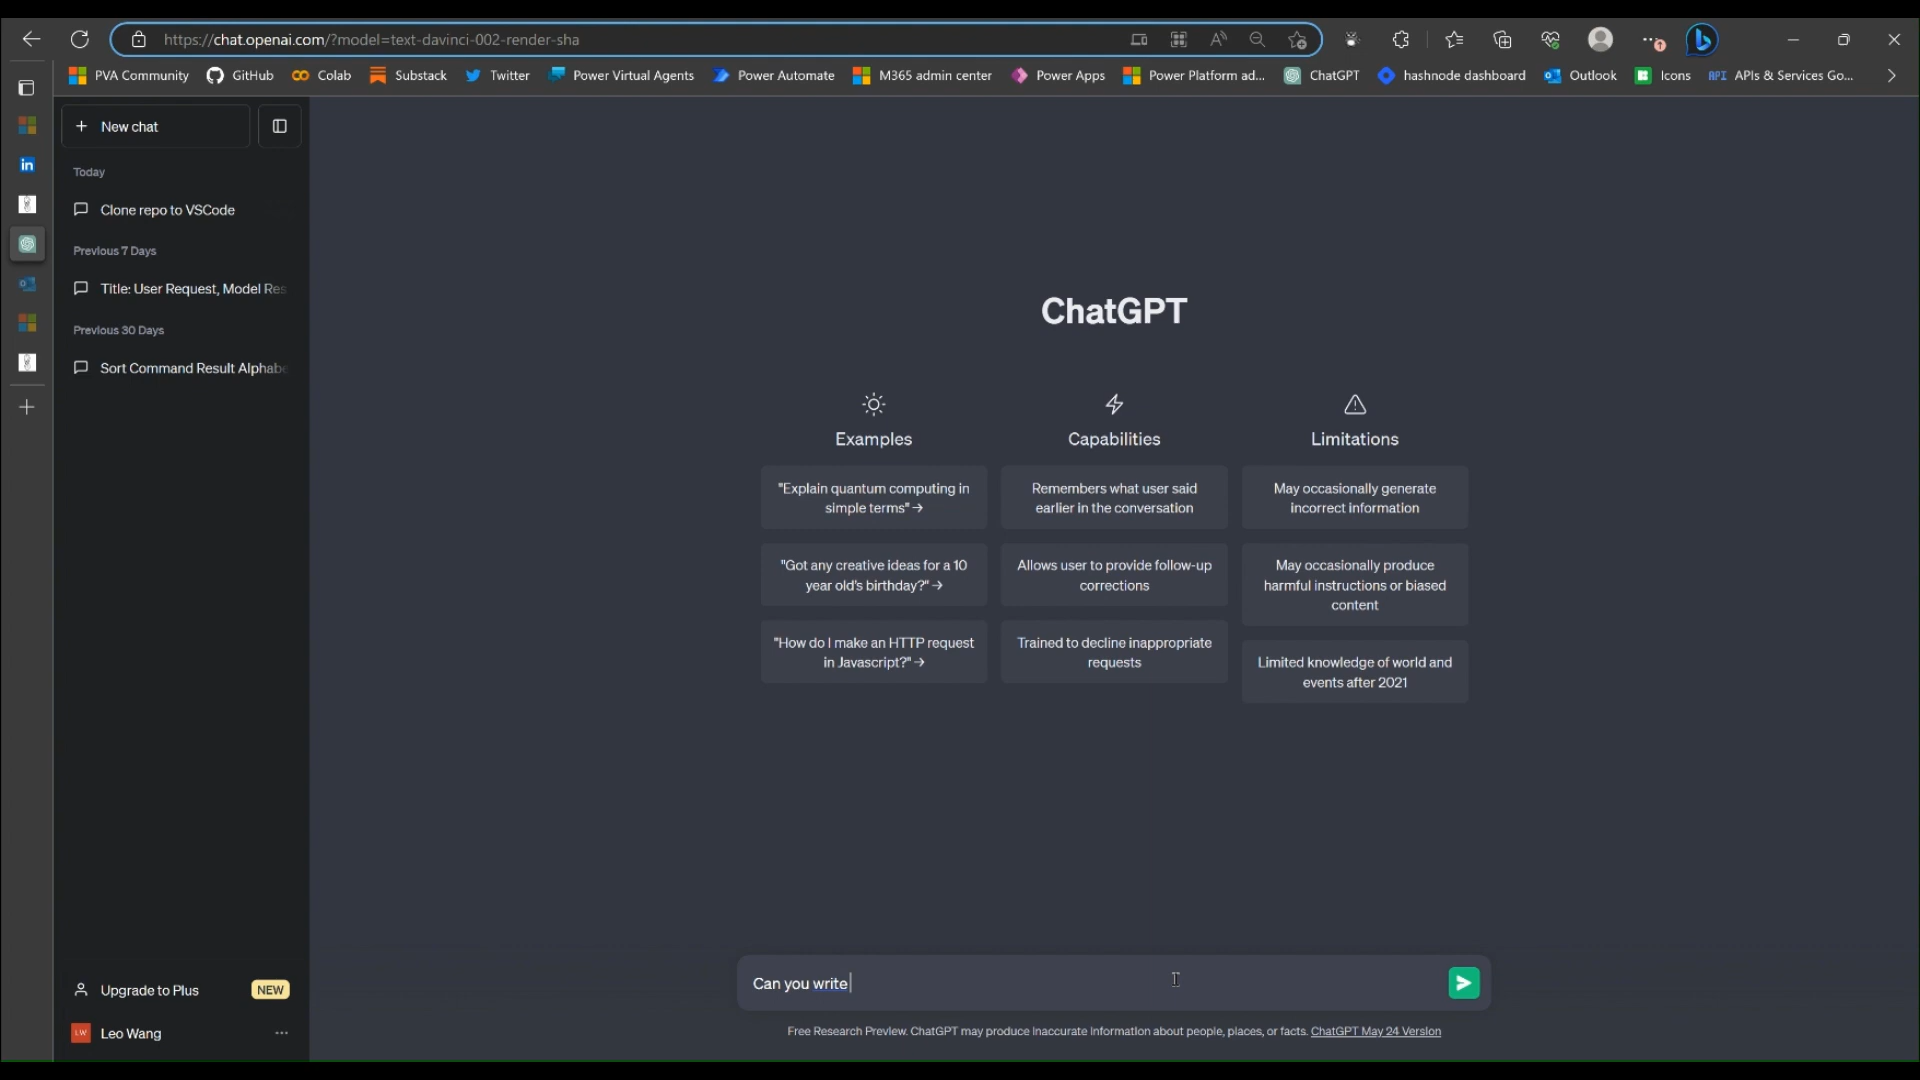 https://chat.openai.com/?model=text-davinci-002-render-sha
PVA Community GitHub Colab Substack Twitter Power Virtual Agents Power Automate M365 admin center Power Apps Power Platform ad... ChatGPT hashnode dashboard Outlook Icons API APIs & Services Go...
+ New chat
Today
Clone repo to VSCode
Previous 7 Days
Title: User Request, Model Res
Previous 30 Days
Sort Command Result Alphabe
ChatGPT
Examples
"Explain quantum computing in
simple terms" →
"Got any creative ideas for a 10
year old's birthday?" →
"How do I make an HTTP request
in Javascript?" →
Capabilities
Remembers what user said
earlier in the conversation
Allows user to provide follow-up
corrections
Trained to decline inappropriate
requests
Limitations
May occasionally generate
incorrect information
May occasionally produce
harmful instructions or biased
content
Limited knowledge of world and
events after 2021
Can you write
Free Research Preview. ChatGPT may produce inaccurate information about people, places, or facts. ChatGPT May 24 Version
Upgrade to Plus NEW
LW Leo Wang ...